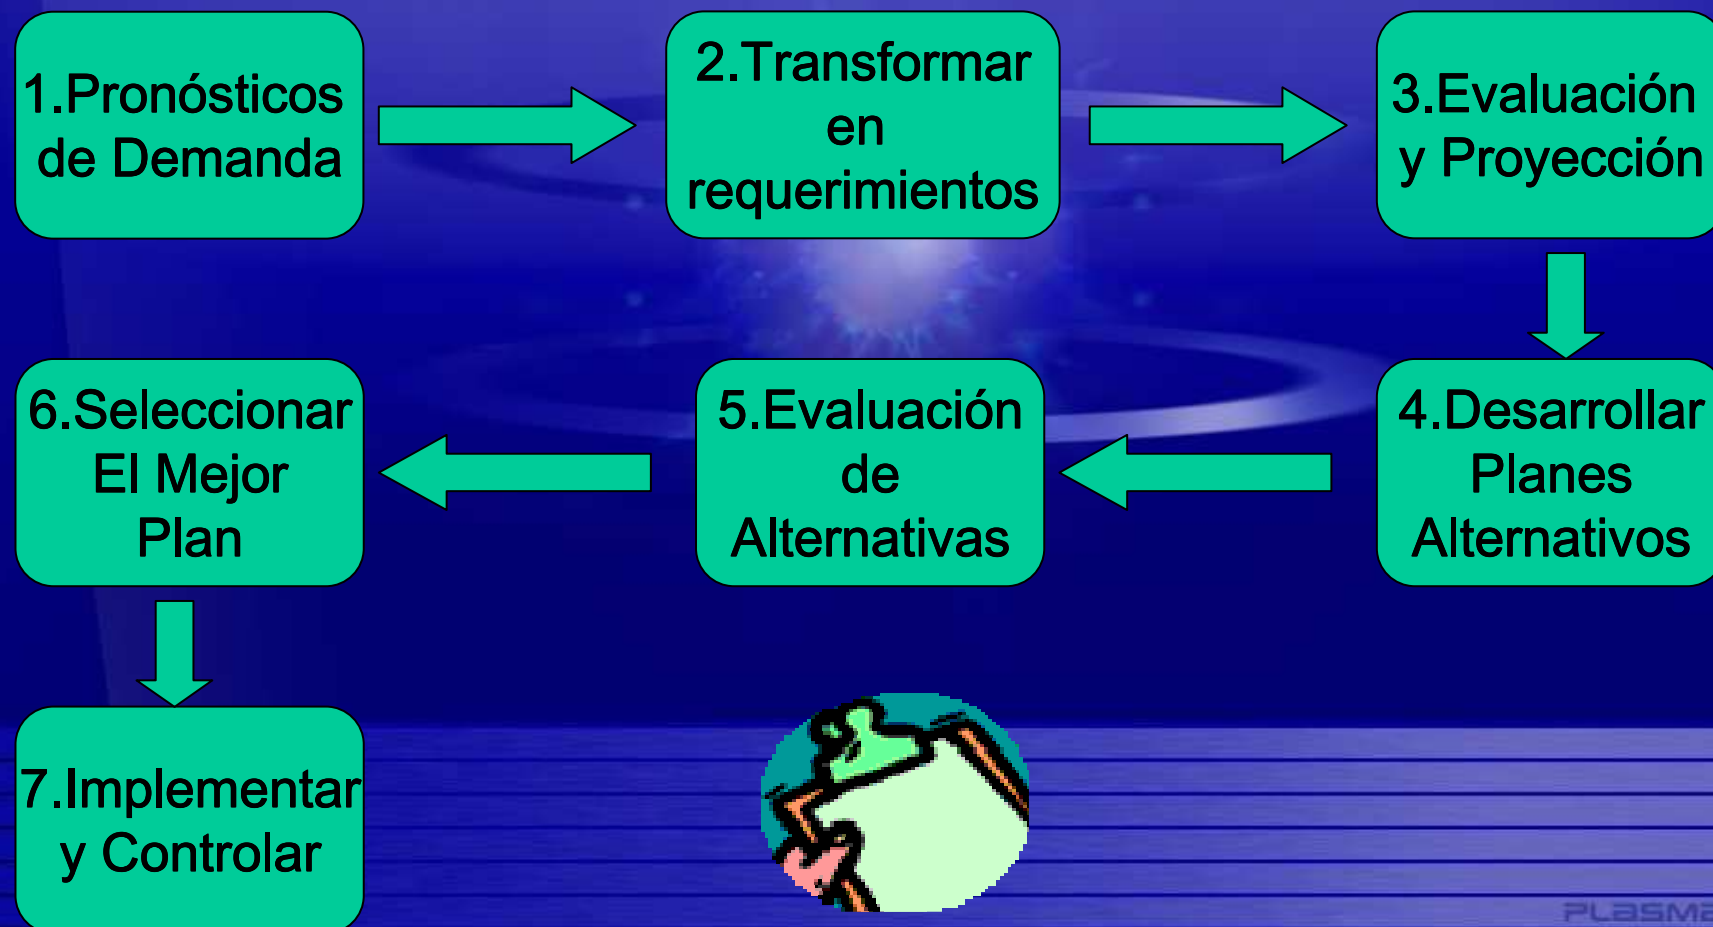 1.Pronósticos
de Demanda
2.Transformar
en
requerimientos
3.Evaluación
y Proyección
4.Desarrollar
Planes
Alternativos
5.Evaluación
de
Alternativas
6.Seleccionar
El Mejor
Plan
7.Implementar
y Controlar
PLASMA